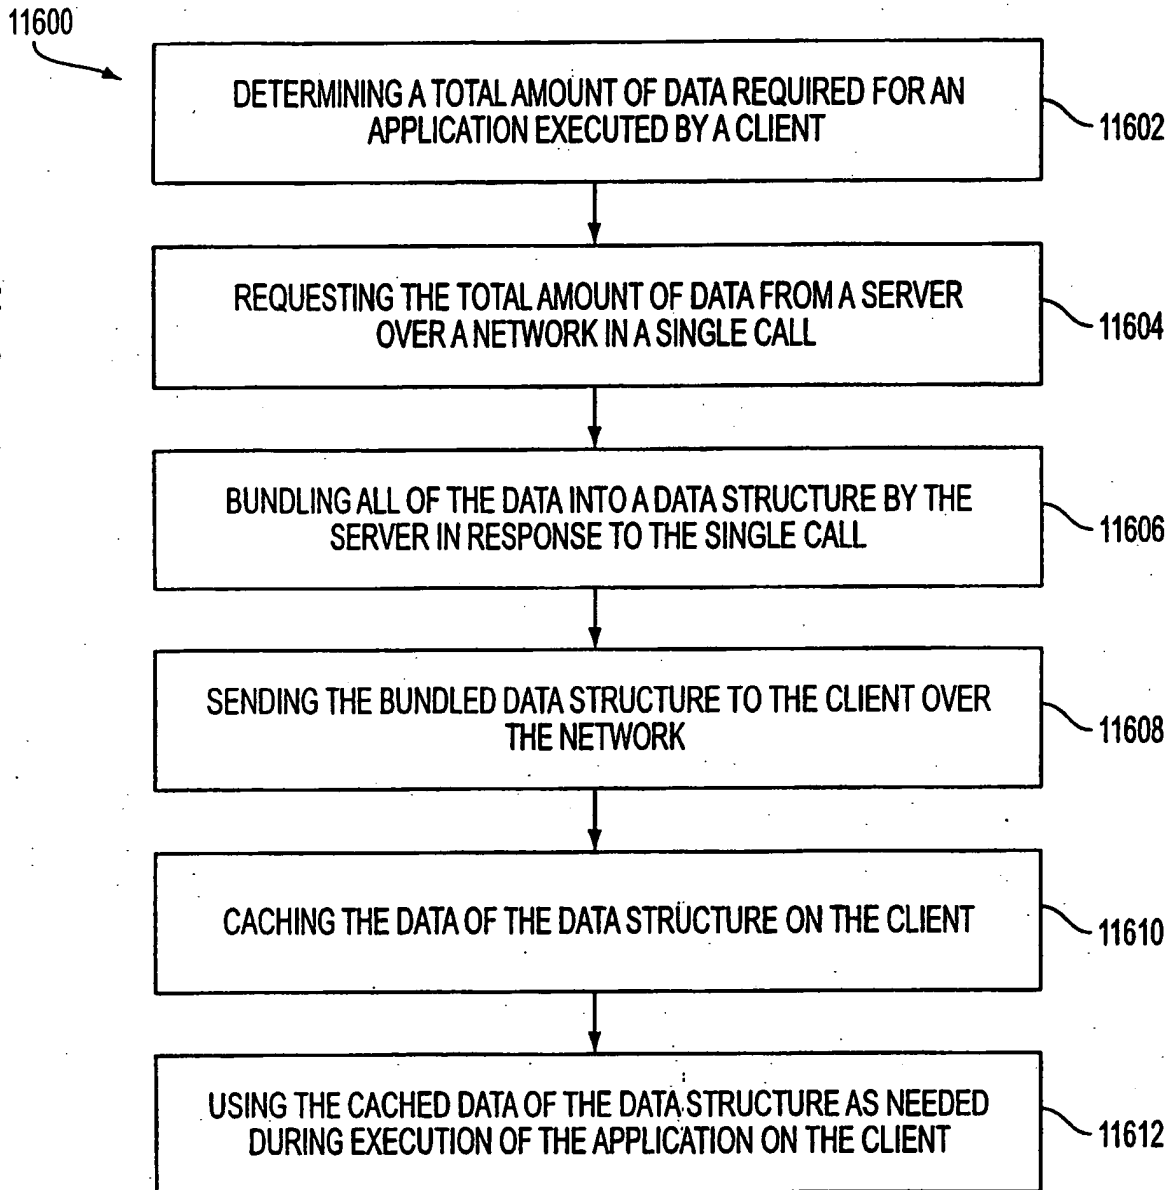 11600
DETERMINING A TOTAL AMOUNT OF DATA REQUIRED FOR AN
APPLICATION EXECUTED BY A CLIENT
11602
REQUESTING THE TOTAL AMOUNT OF DATA FROM A SERVER
OVER A NETWORK IN A SINGLE CALL
11604
BUNDLING ALL OF THE DATA INTO A DATA STRUCTURE BY THE
SERVER IN RESPONSE TO THE SINGLE CALL
11606
SENDING THE BUNDLED DATA STRUCTURE TO THE CLIENT OVER
THE NETWORK
11608
CACHING THE DATA OF THE DATA STRUCTURE ON THE CLIENT
11610
USING THE CACHED DATA OF THE DATA STRUCTURE AS NEEDED
DURING EXECUTION OF THE APPLICATION ON THE CLIENT
11612